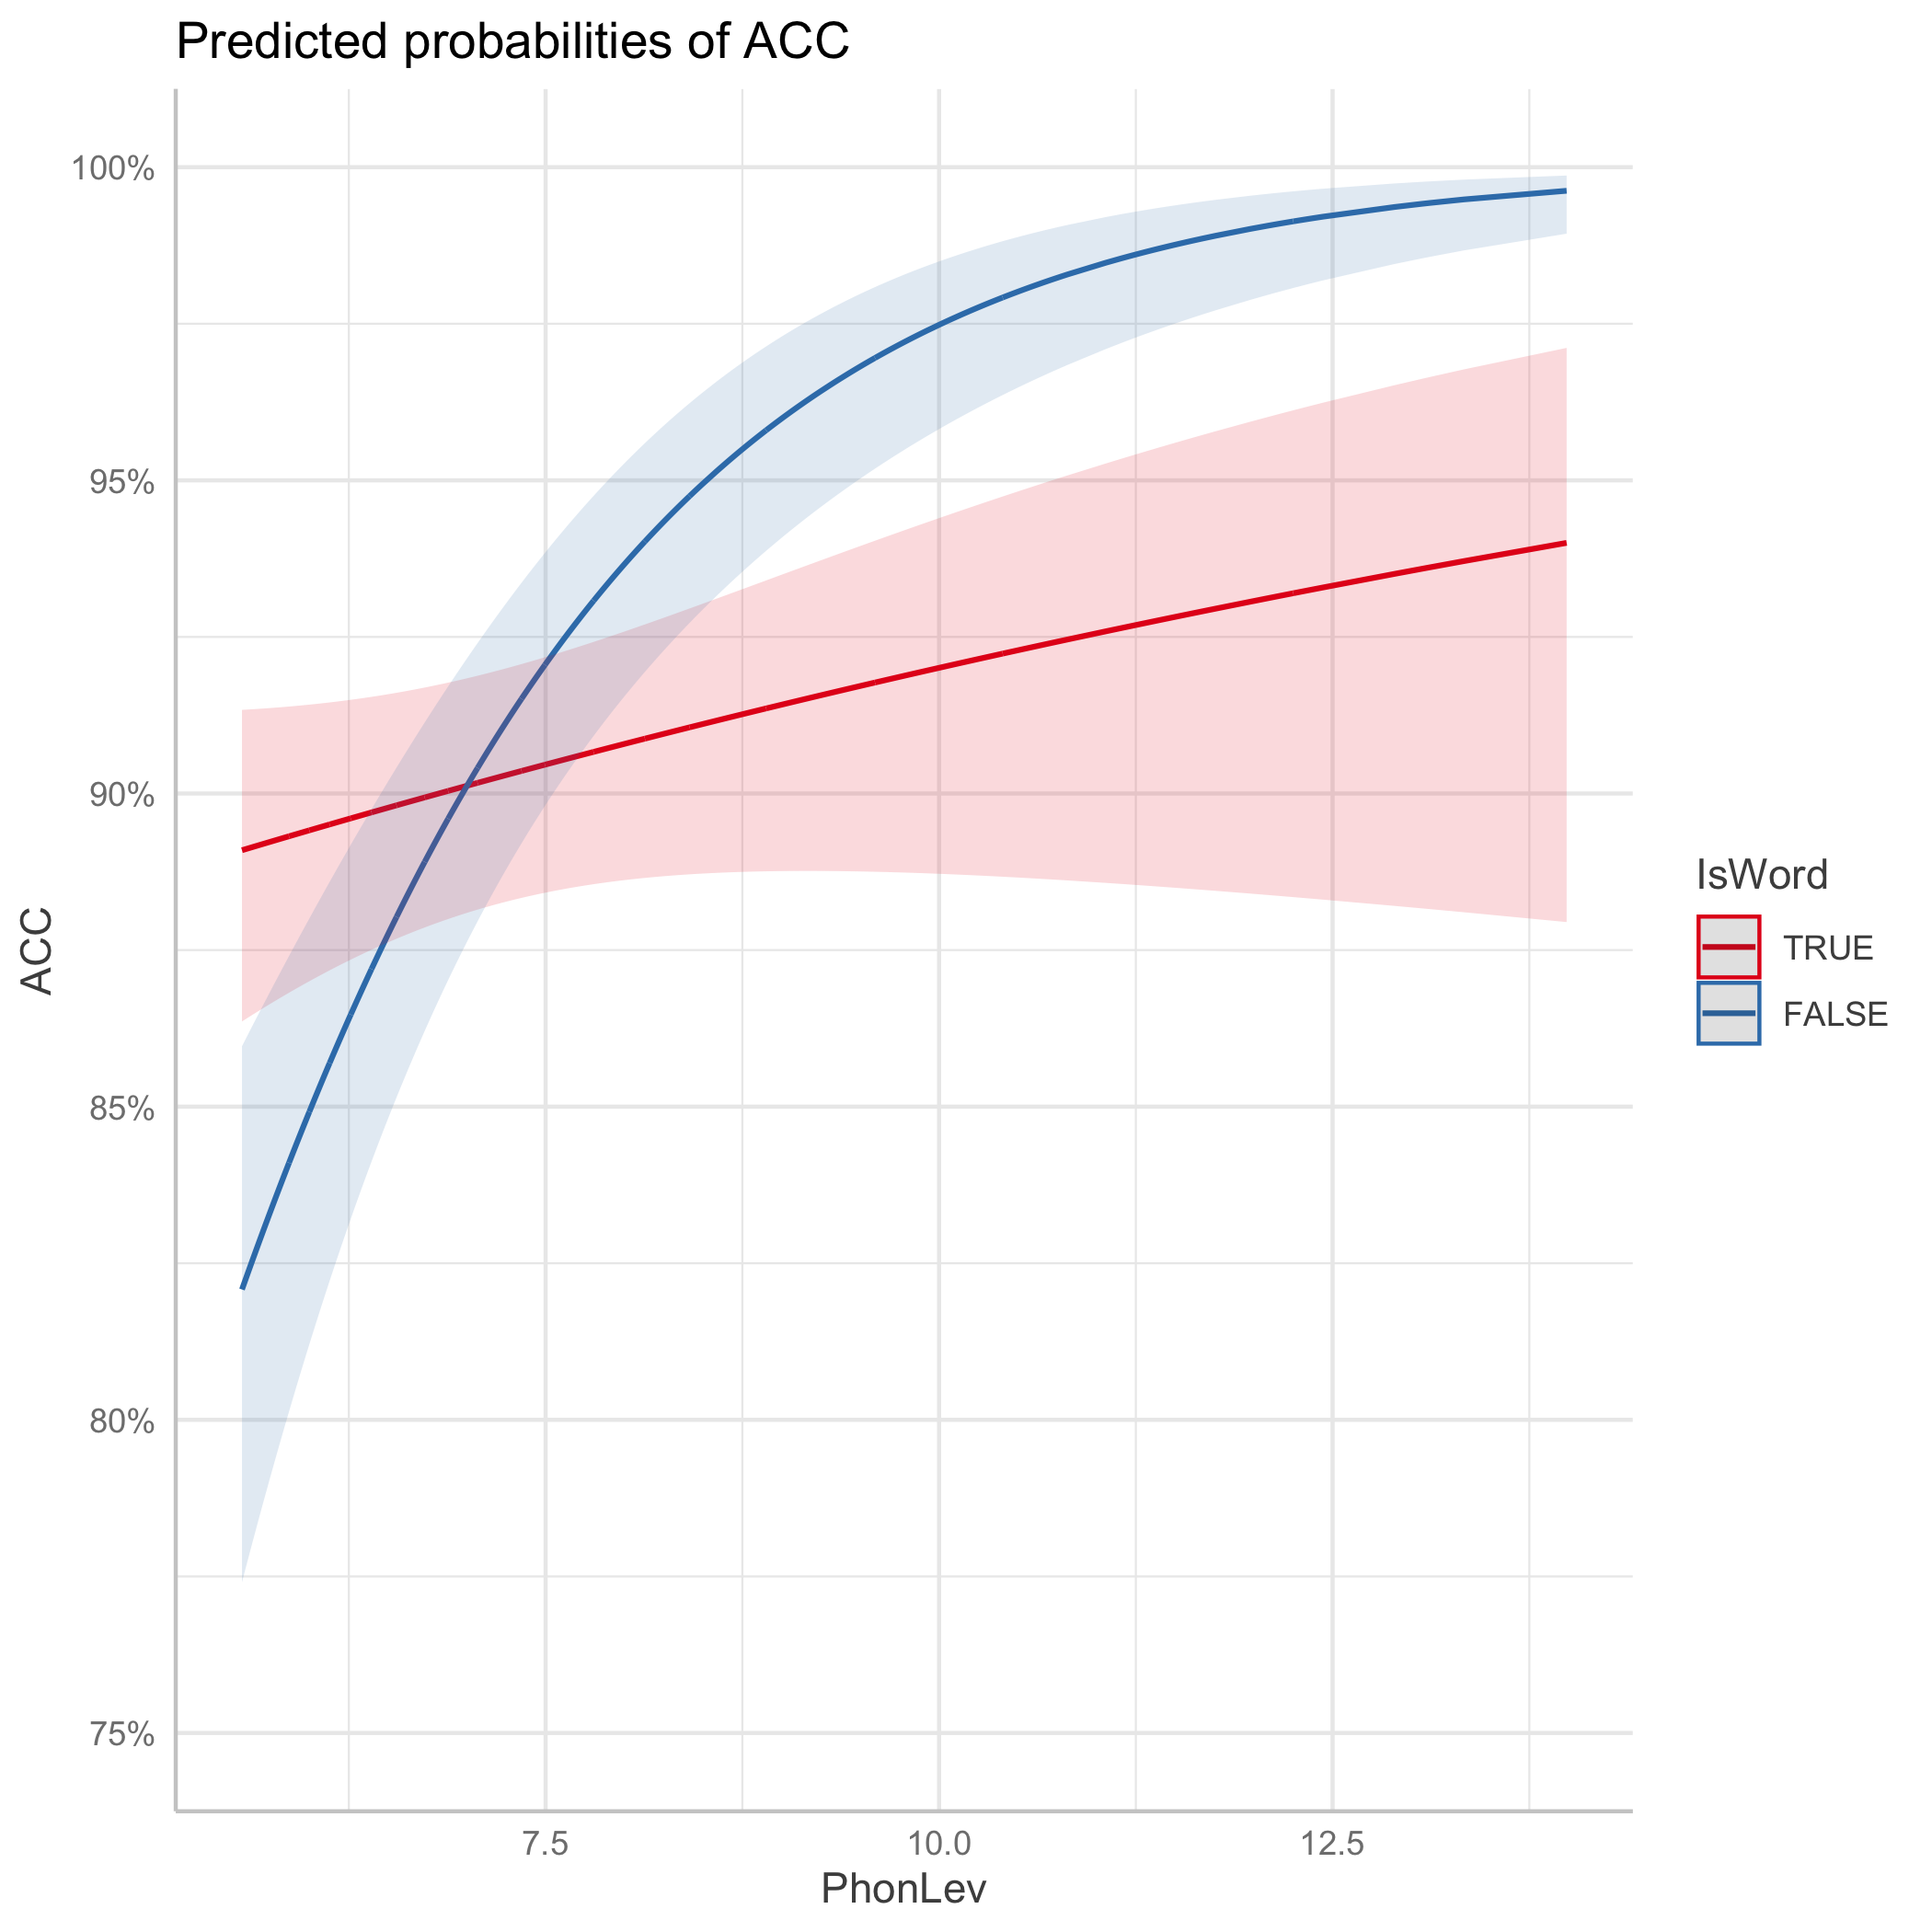 Predicted probabilities of ACC
100%
95%
90%
85%
80%
75%
ACC
7.5
10.0
12.5
PhonLev
IsWord
TRUE
FALSE